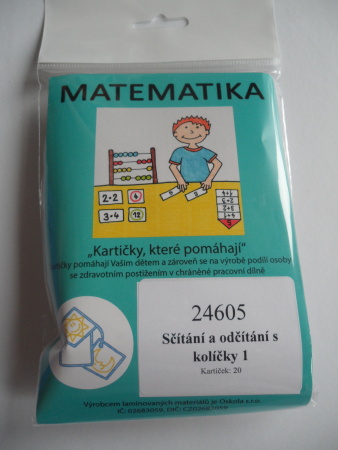 MATEMATIKA
2+2
3+4
12
„Kartičky, které pomáhají"
Kartičky pomáhají Vašim dětem a zároveň se na výrobě podílí osoby
se zdravotním postižením v chráněné pracovní dílně
24605
Sčítání a odčítání s
kolíčky 1
Kartiček: 20
Výrobcem laminovaných materiálů je Oskola s.r.o.